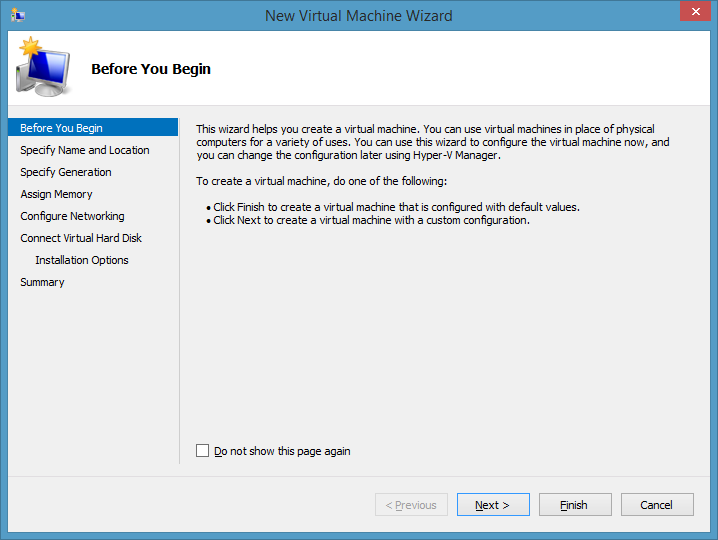 New Virtual Machine Wizard
Before You Begin
Before You Begin
Specify Name and Location
Specify Generation
Assign Memory
Configure Networking
Connect Virtual Hard Disk
Installation Options
Summary
This wizard helps you create a virtual machine. You can use virtual machines in place of physical
computers for a variety of uses. You can use this wizard to configure the virtual machine now, and
you can change the configuration later using Hyper-V Manager.
To create a virtual machine, do one of the following:
• Click Finish to create a virtual machine that is configured with default values.
• Click Next to create a virtual machine with a custom configuration.
Do not show this page again
< Previous
Next >
Finish
Cancel